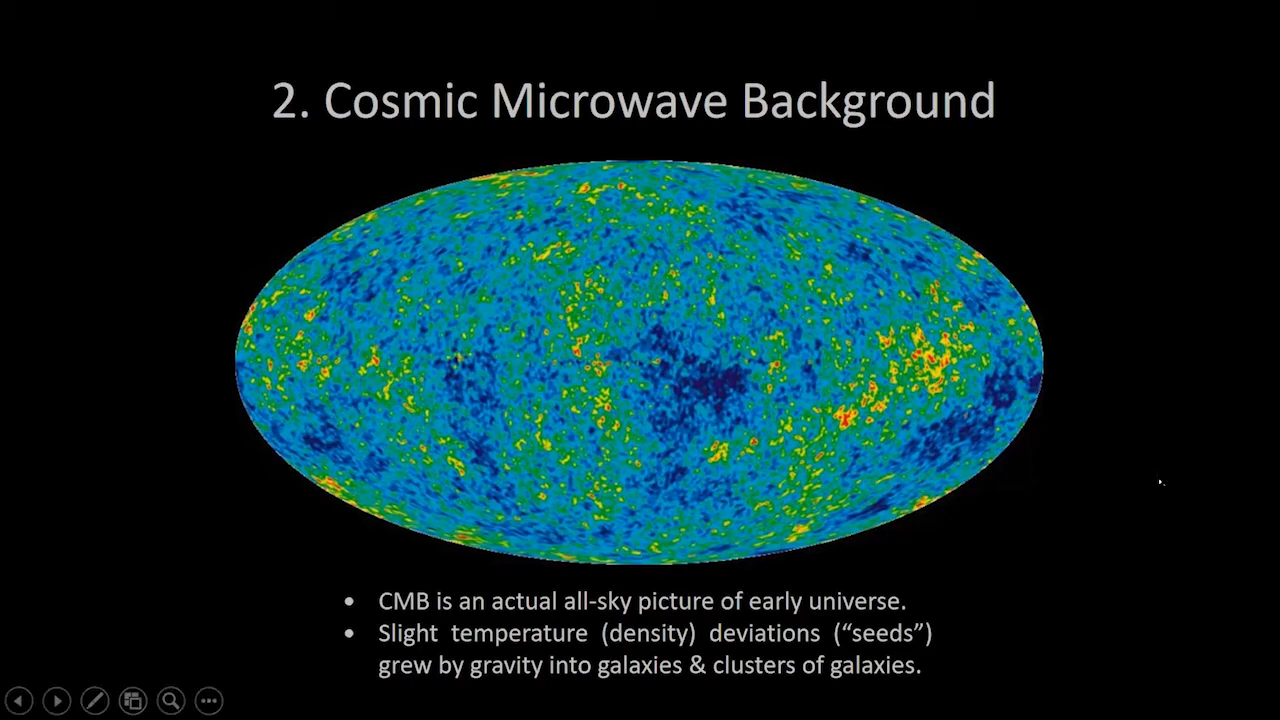 2. Cosmic Microwave Background
• CMB is an actual all-sky picture of early universe.
• Slight temperature (density) deviations (“seeds”)
grew by gravity into galaxies & clusters of galaxies.